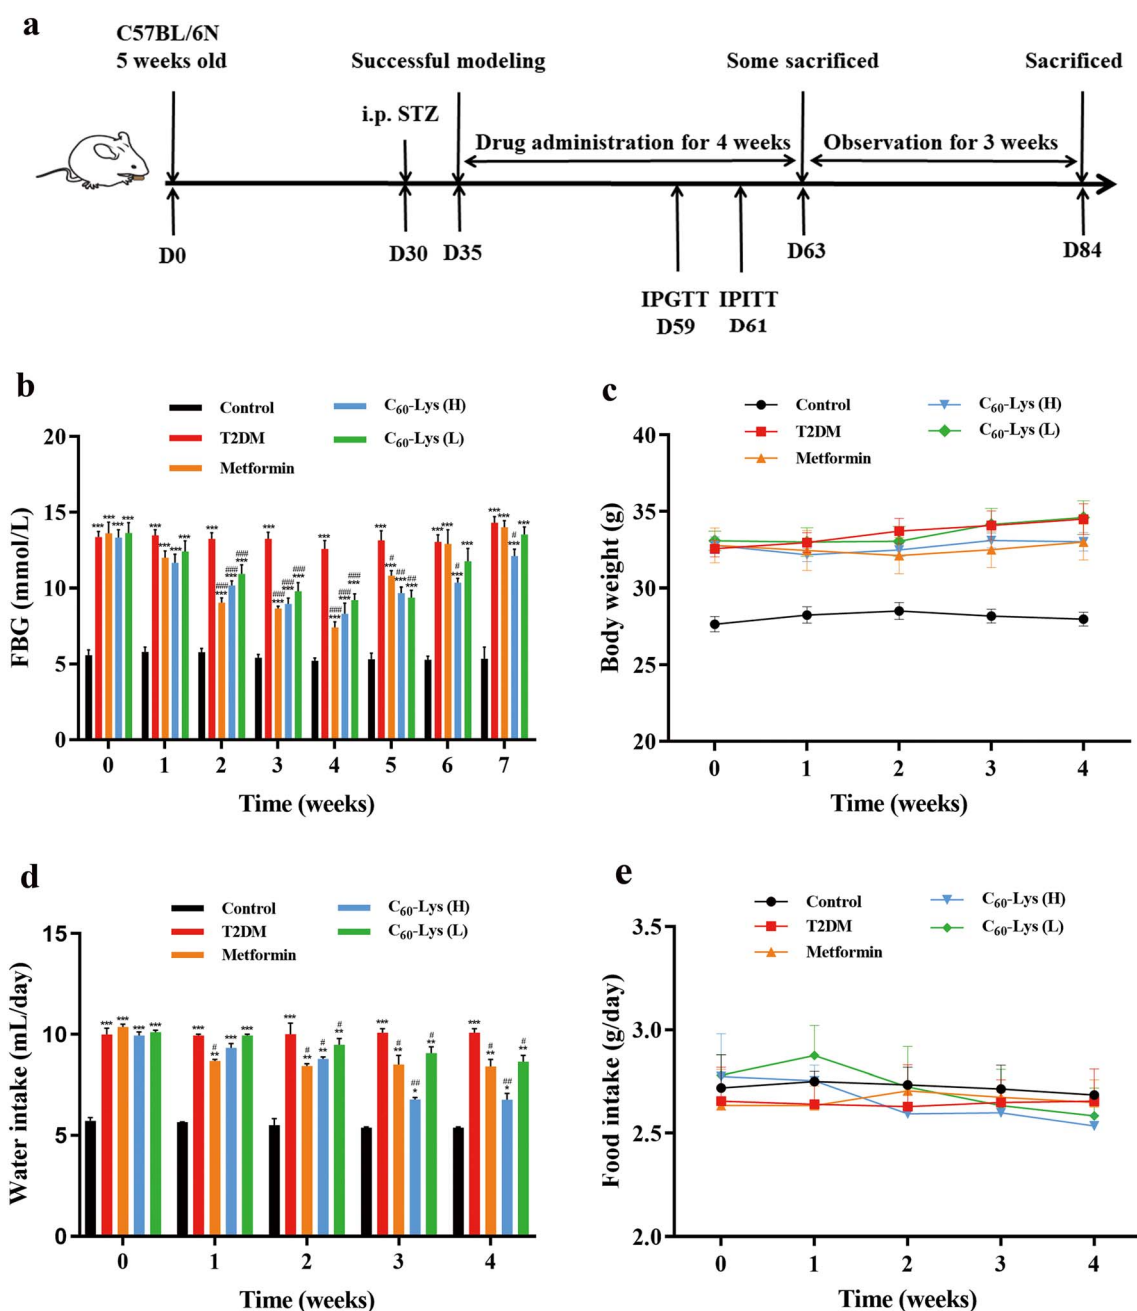 a
C57BL/6N
5 weeks old
Successful modeling
Some sacrificed
Sacrificed
i.p. STZ
Drug administration for 4 weeks
Observation for 3 weeks
D0
D30
D35
D63
D84
IPGTT
D59
IPITT
D61
b
Control
T2DM
Metformin
C60-Lys (H)
C60-Lys (L)
FBG (mmol/L)
20
15
10
5
0
0 1 2 3 4 5 6 7
Time (weeks)
c
Control
T2DM
Metformin
C60-Lys (H)
C60-Lys (L)
Body weight (g)
40
35
30
25
20
0 1 2 3 4
Time (weeks)
d
Control
T2DM
Metformin
C60-Lys (H)
C60-Lys (L)
Water intake (mL/day)
15
10
5
0
0 1 2 3 4
Time (weeks)
e
Control
T2DM
Metformin
C60-Lys (H)
C60-Lys (L)
Food intake (g/day)
3.5
3.0
2.5
2.0
0 1 2 3 4
Time (weeks)